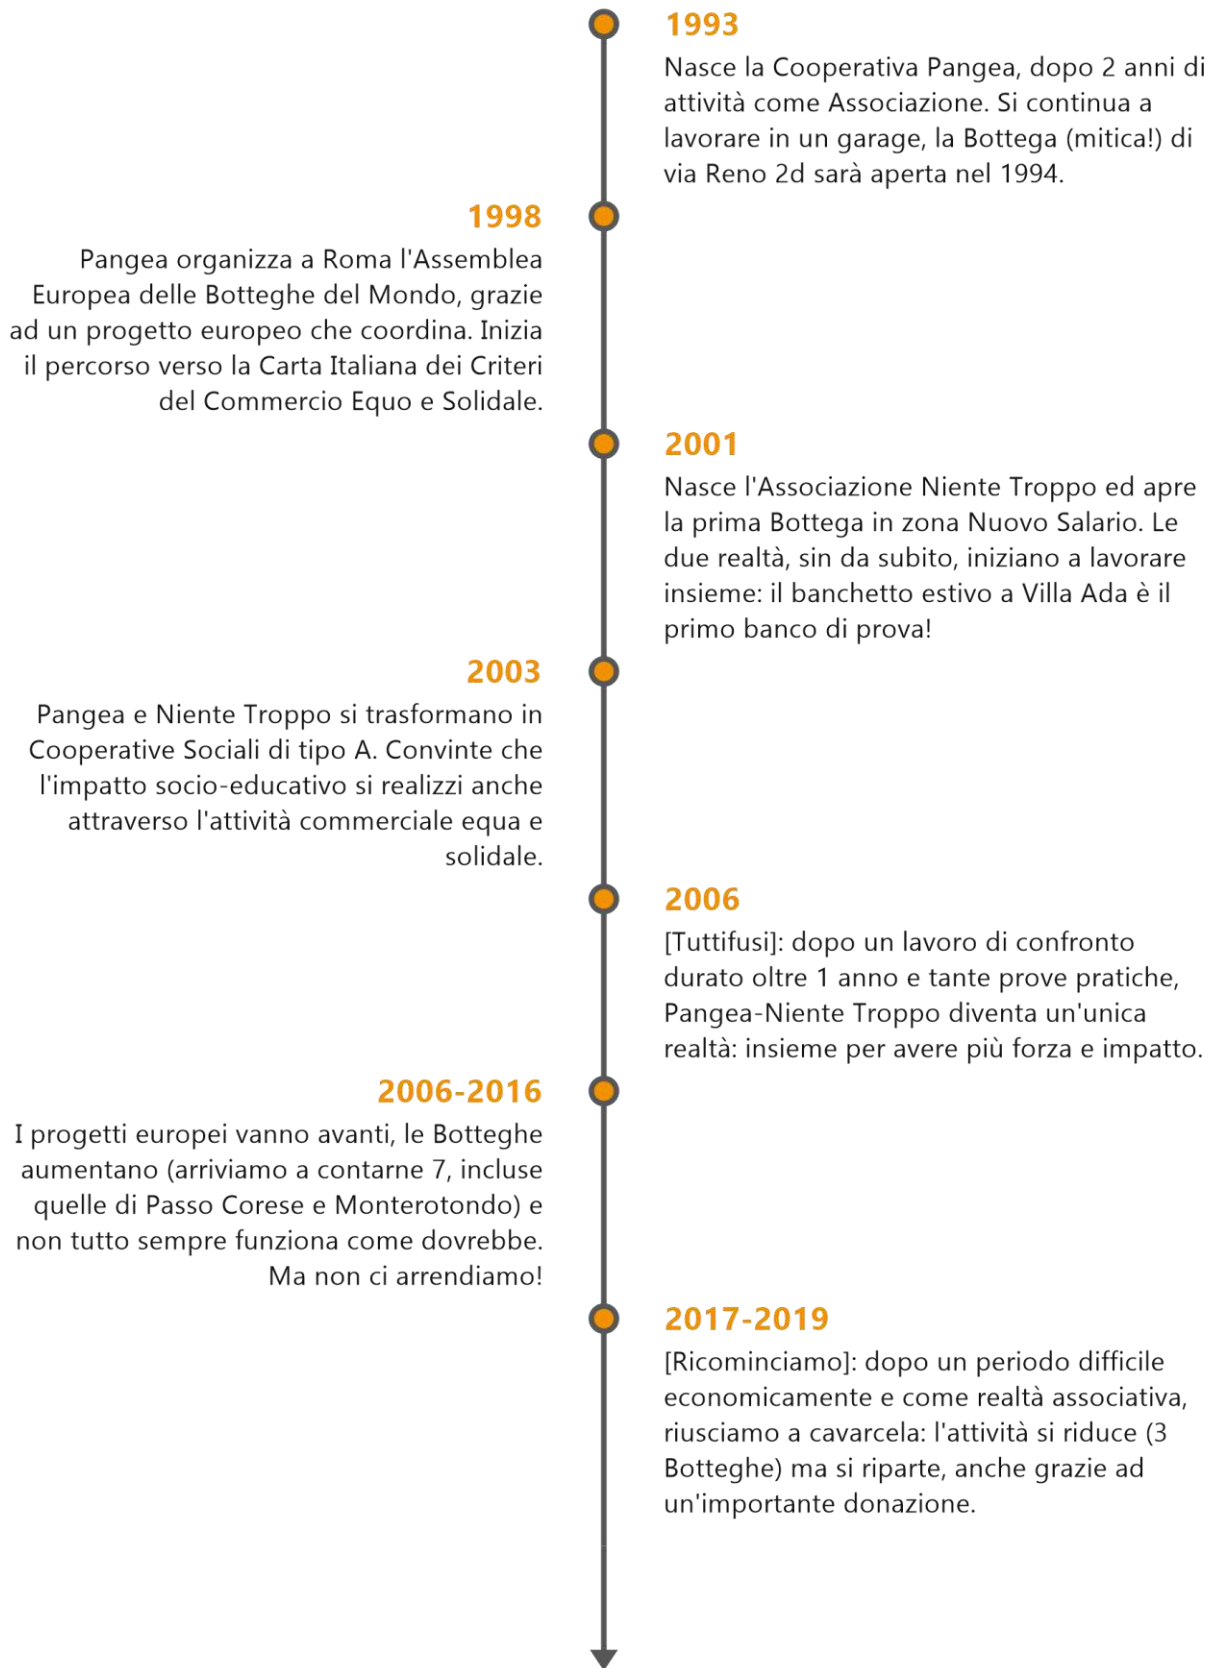 1993
Nasce la Cooperativa Pangea, dopo 2 anni di
attività come Associazione. Si continua a
lavorare in un garage, la Bottega (mitica!) di
via Reno 2d sarà aperta nel 1994.
1998
Pangea organizza a Roma l'Assemblea
Europea delle Botteghe del Mondo, grazie
ad un progetto europeo che coordina. Inizia
il percorso verso la Carta Italiana dei Criteri
del Commercio Equo e Solidale.
2001
Nasce l'Associazione Niente Troppo ed apre
la prima Bottega in zona Nuovo Salario. Le
due realtà, sin da subito, iniziano a lavorare
insieme: il banchetto estivo a Villa Ada è il
primo banco di prova!
2003
Pangea e Niente Troppo si trasformano in
Cooperative Sociali di tipo A. Convinte che
l'impatto socio-educativo si realizzi anche
attraverso l'attività commerciale equa e
solidale.
2006
[Tuttifusi]: dopo un lavoro di confronto
durato oltre 1 anno e tante prove pratiche,
Pangea-Niente Troppo diventa un'unica
realtà: insieme per avere più forza e impatto.
2006-2016
I progetti europei vanno avanti, le Botteghe
aumentano (arriviamo a contarne 7, incluse
quelle di Passo Corese e Monterotondo) e
non tutto sempre funziona come dovrebbe.
Ma non ci arrendiamo!
2017-2019
[Ricominciamo]: dopo un periodo difficile
economicamente e come realtà associativa,
riusciamo a cavarcela: l'attività si riduce (3
Botteghe) ma si riparte, anche grazie ad
un'importante donazione.